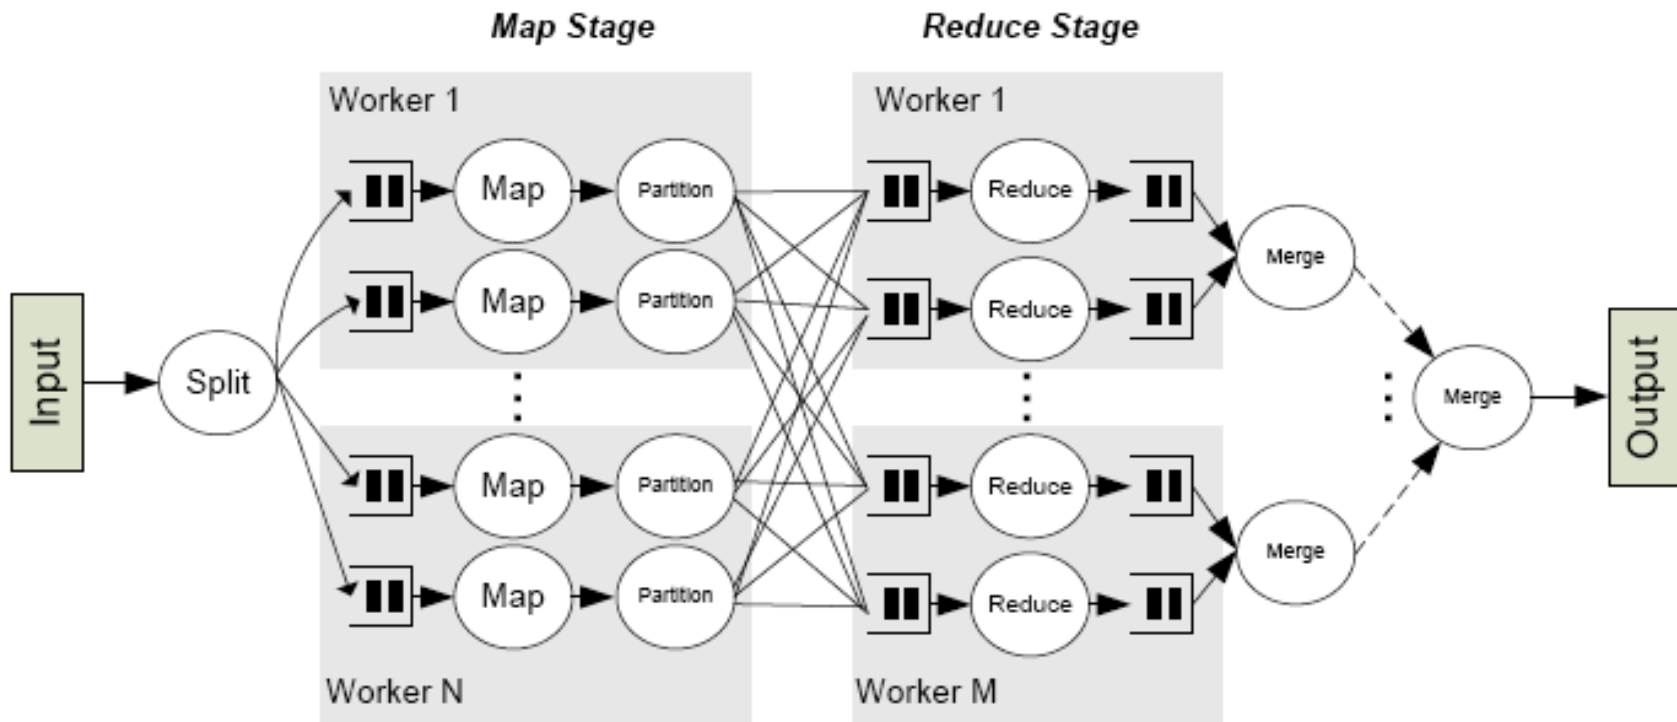 Map Stage
Reduce Stage
Worker 1
Worker 1
Map
Partition
Reduce
Map
Partition
Reduce
Merge
Input
Split
Merge
Output
Map
Partition
Reduce
Map
Partition
Reduce
Merge
Worker N
Worker M